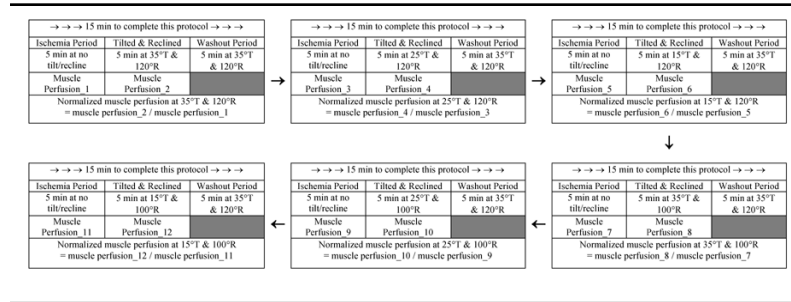 → → → 15 min to complete this protocol → → →
Ischemia Period Tilted & Reclined Washout Period
5 min at no tilt/recline 5 min at 35°T & 120°R 5 min at 35°T & 120°R
Muscle Perfusion_1 Muscle Perfusion_2
Normalized muscle perfusion at 35°T & 120°R
= muscle perfusion_2 / muscle perfusion_1
→
→ → → 15 min to complete this protocol → → →
Ischemia Period Tilted & Reclined Washout Period
5 min at no tilt/recline 5 min at 25°T & 120°R 5 min at 35°T & 120°R
Muscle Perfusion_3 Muscle Perfusion_4
Normalized muscle perfusion at 25°T & 120°R
= muscle perfusion_4 / muscle perfusion_3
→
→ → → 15 min to complete this protocol → → →
Ischemia Period Tilted & Reclined Washout Period
5 min at no tilt/recline 5 min at 15°T & 120°R 5 min at 35°T & 120°R
Muscle Perfusion_5 Muscle Perfusion_6
Normalized muscle perfusion at 15°T & 120°R
= muscle perfusion_6 / muscle perfusion_5
↓
→ → → 15 min to complete this protocol → → →
Ischemia Period Tilted & Reclined Washout Period
5 min at no tilt/recline 5 min at 35°T & 100°R 5 min at 35°T & 120°R
Muscle Perfusion_7 Muscle Perfusion_8
Normalized muscle perfusion at 35°T & 100°R
= muscle perfusion_8 / muscle perfusion_7
←
→ → → 15 min to complete this protocol → → →
Ischemia Period Tilted & Reclined Washout Period
5 min at no tilt/recline 5 min at 25°T & 100°R 5 min at 35°T & 120°R
Muscle Perfusion_9 Muscle Perfusion_10
Normalized muscle perfusion at 25°T & 100°R
= muscle perfusion_10 / muscle perfusion_9
←
→ → → 15 min to complete this protocol → → →
Ischemia Period Tilted & Reclined Washout Period
5 min at no tilt/recline 5 min at 15°T & 100°R 5 min at 35°T & 120°R
Muscle Perfusion_11 Muscle Perfusion_12
Normalized muscle perfusion at 15°T & 100°R
= muscle perfusion_12 / muscle perfusion_11